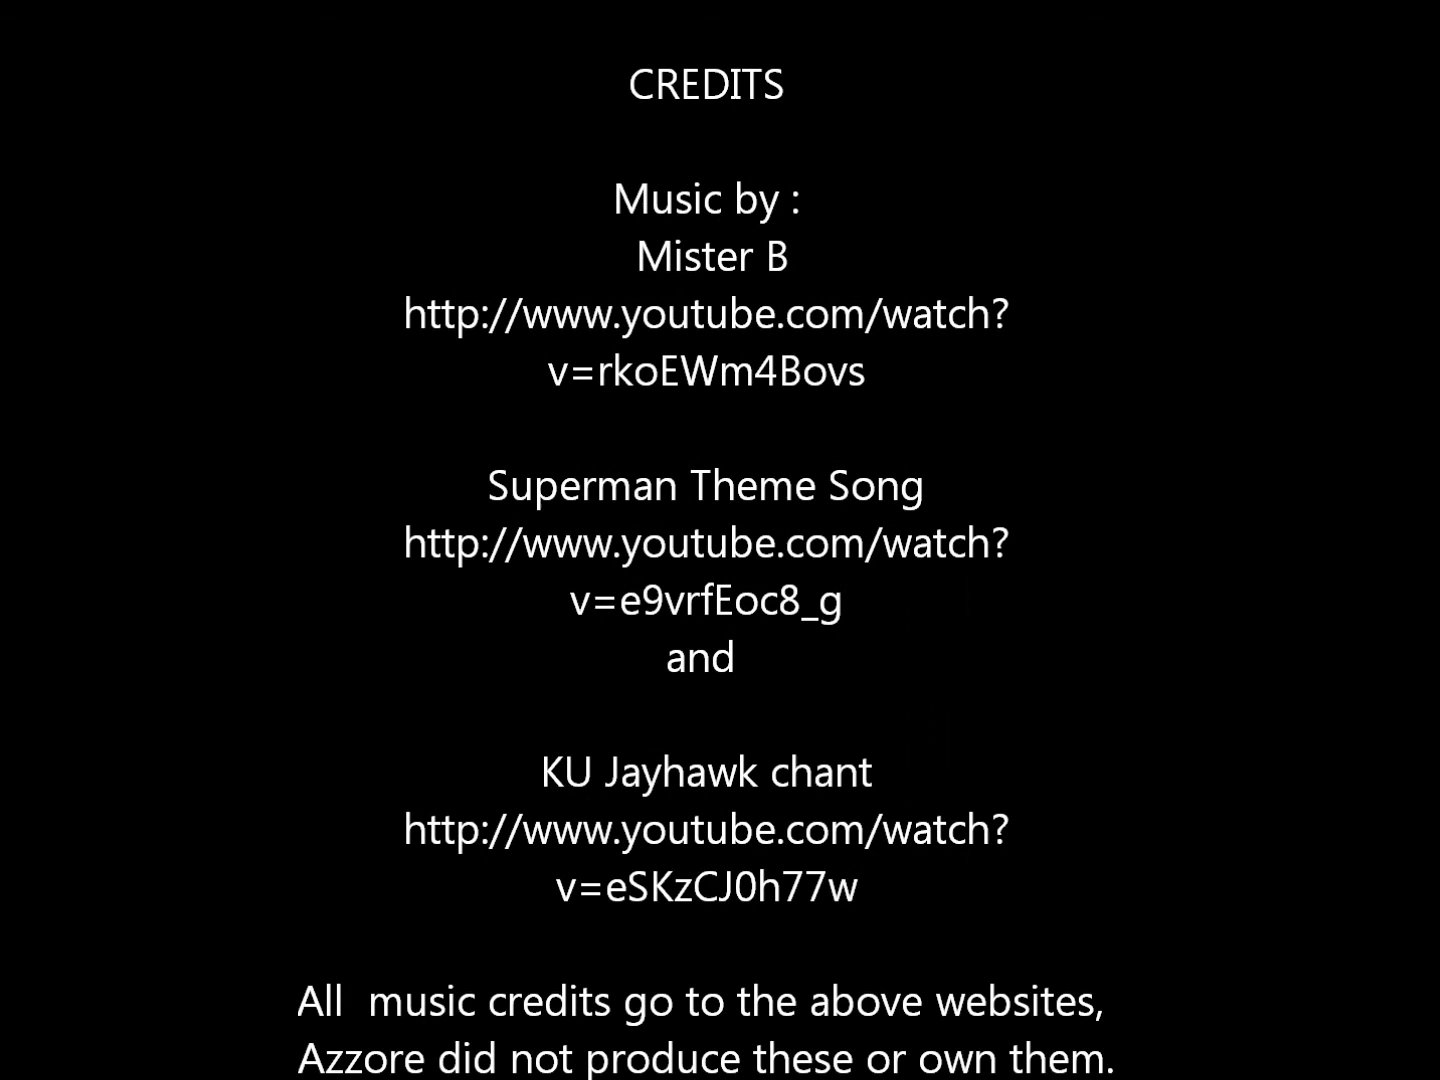 CREDITS
Music by :
Mister B
http://www.youtube.com/watch?
v=rkoEWm4Bovs
Superman Theme Song
http://www.youtube.com/watch?
v=e9vrfEoc8_g
and
KU Jayhawk chant
http://www.youtube.com/watch?
v=eSKzCJ0h77w
All  music credits go to the above websites,
Azzore did not produce these or own them.